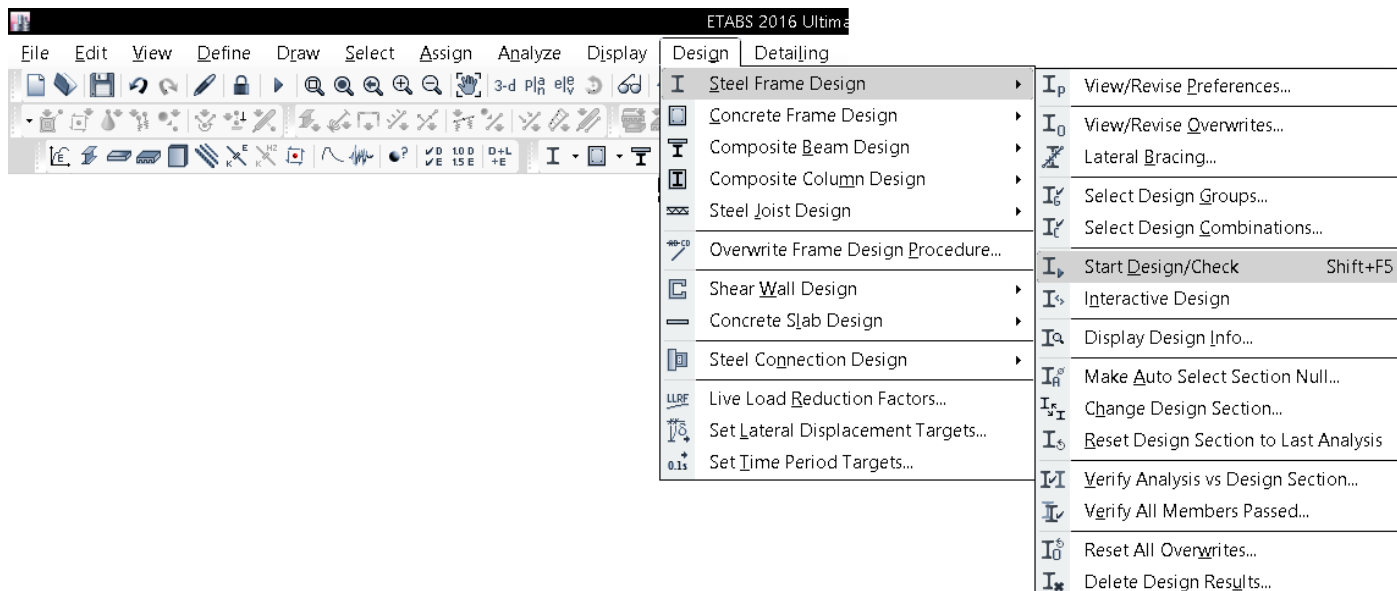 ETABS 2016 Ultima
File Edit View Define Draw Select Assign Analyze Display Design Detailing
3-d
Steel Frame Design
Concrete Frame Design
Composite Beam Design
Composite Column Design
Steel Joist Design
Overwrite Frame Design Procedure...
Shear Wall Design
Concrete Slab Design
Steel Connection Design
LLRF Live Load Reduction Factors...
Set Lateral Displacement Targets...
0.1s Set Time Period Targets...
View/Revise Preferences...
View/Revise Overwrites...
Lateral Bracing...
Select Design Groups...
Select Design Combinations...
Start Design/Check Shift+F5
Interactive Design
Display Design Info...
Make Auto Select Section Null...
Change Design Section...
Reset Design Section to Last Analysis
Verify Analysis vs Design Section...
Verify All Members Passed...
Reset All Overwrites...
Delete Design Results...